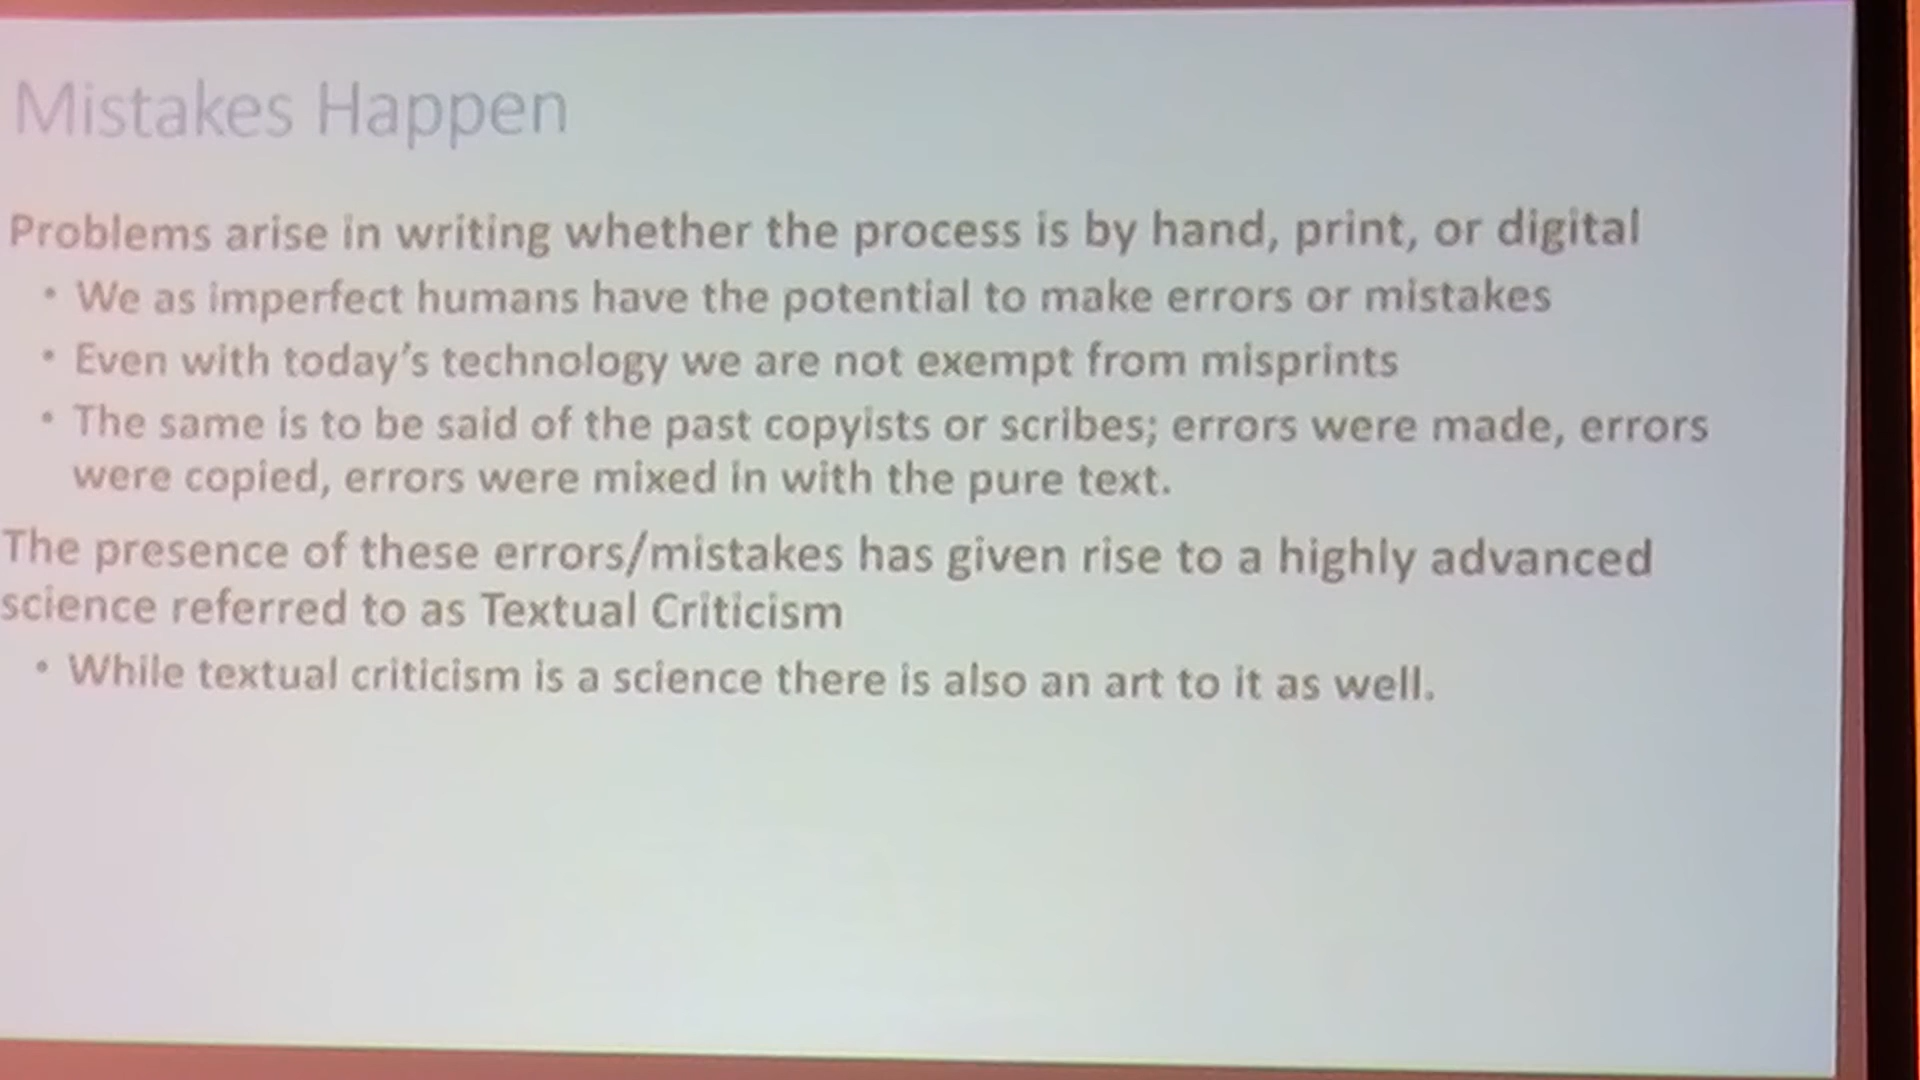 Mistakes Happen
Problems arise in writing whether the process is by hand, print, or digital
• We as imperfect humans have the potential to make errors or mistakes
• Even with today’s technology we are not exempt from misprints
• The same is to be said of the past copyists or scribes; errors were made, errors
were copied, errors were mixed in with the pure text.
The presence of these errors/mistakes has given rise to a highly advanced
science referred to as Textual Criticism
• While textual criticism is a science there is also an art to it as well.